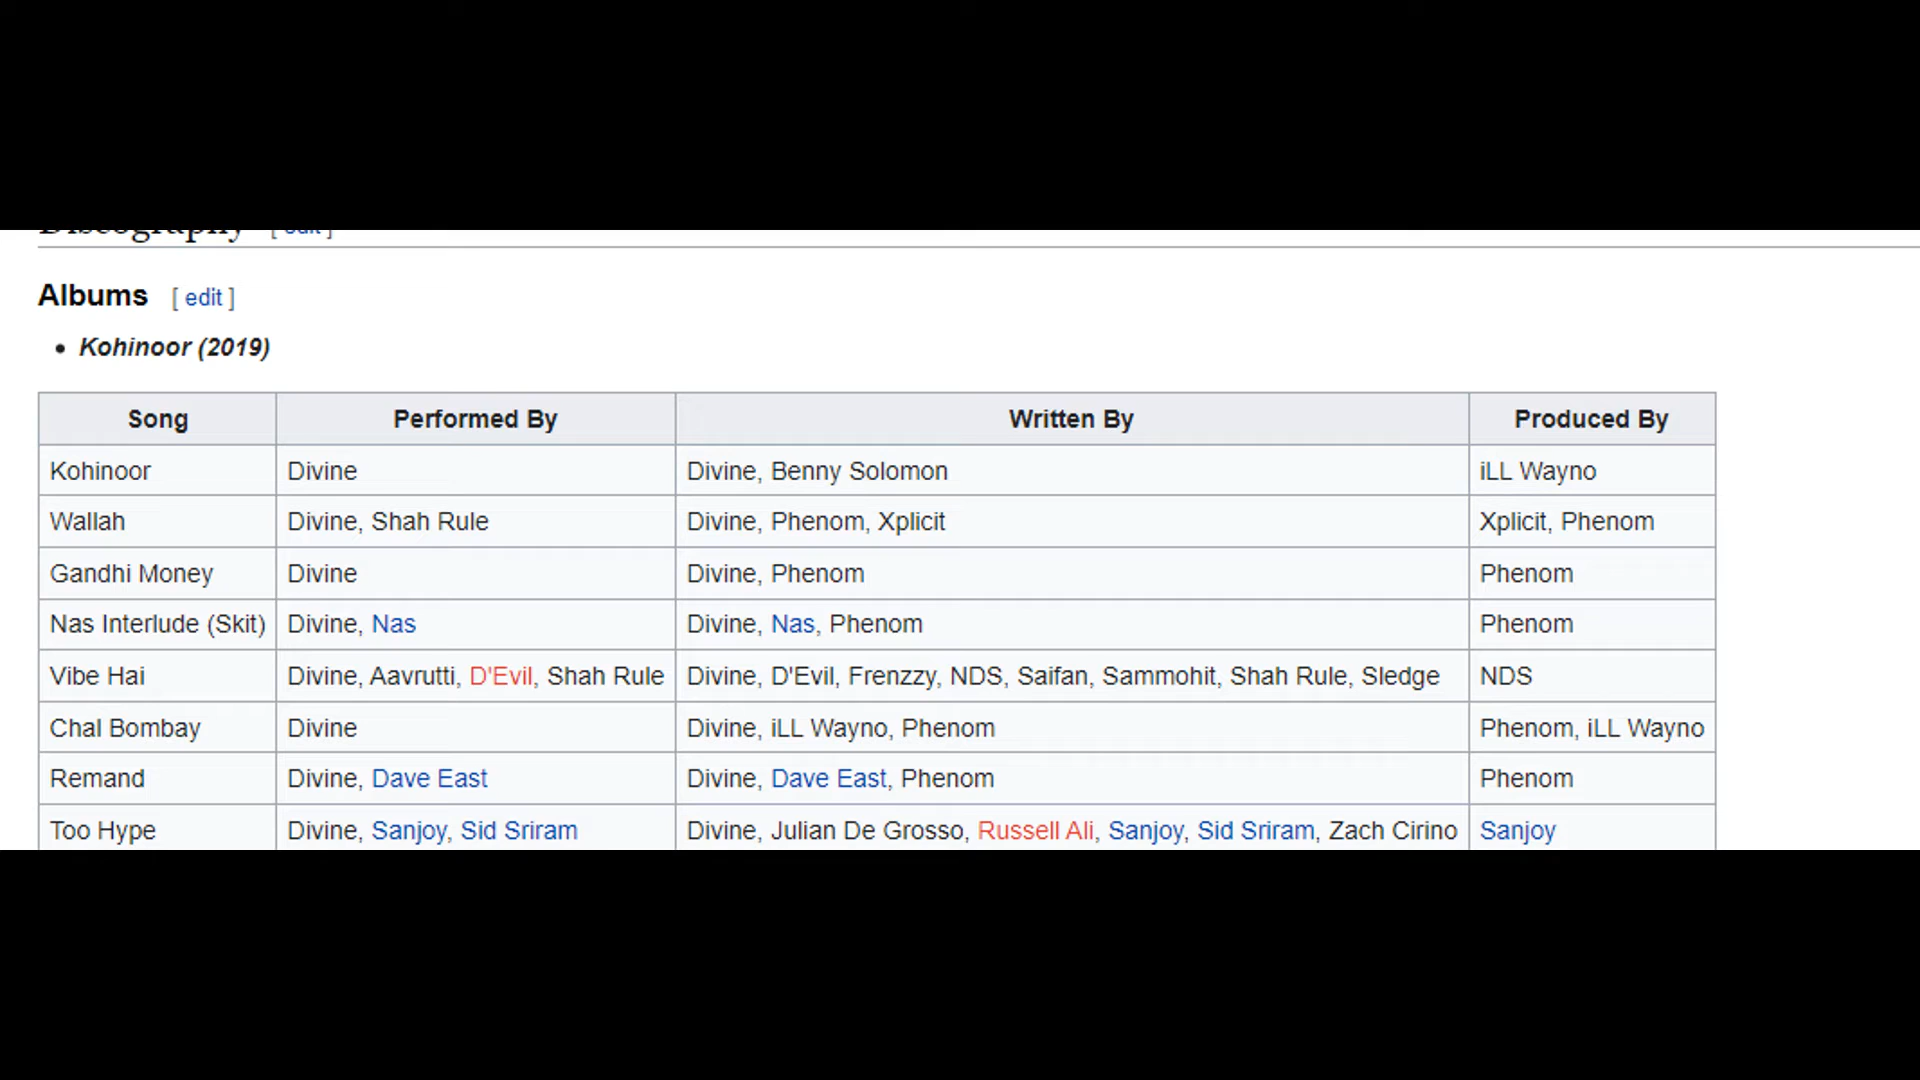 Discography [ edit ]
Albums [ edit ]
• Kohinoor (2019)
Song Performed By Written By Produced By
Kohinoor Divine Divine, Benny Solomon iLL Wayno
Wallah Divine, Shah Rule Divine, Phenom, Xplicit Xplicit, Phenom
Gandhi Money Divine Divine, Phenom Phenom
Nas Interlude (Skit) Divine, Nas Divine, Nas, Phenom Phenom
Vibe Hai Divine, Aavrutti, D'Evil, Shah Rule Divine, D'Evil, Frenzzy, NDS, Saifan, Sammohit, Shah Rule, Sledge NDS
Chal Bombay Divine Divine, iLL Wayno, Phenom Phenom, iLL Wayno
Remand Divine, Dave East Divine, Dave East, Phenom Phenom
Too Hype Divine, Sanjoy, Sid Sriram Divine, Julian De Grosso, Russell Ali, Sanjoy, Sid Sriram, Zach Cirino Sanjoy